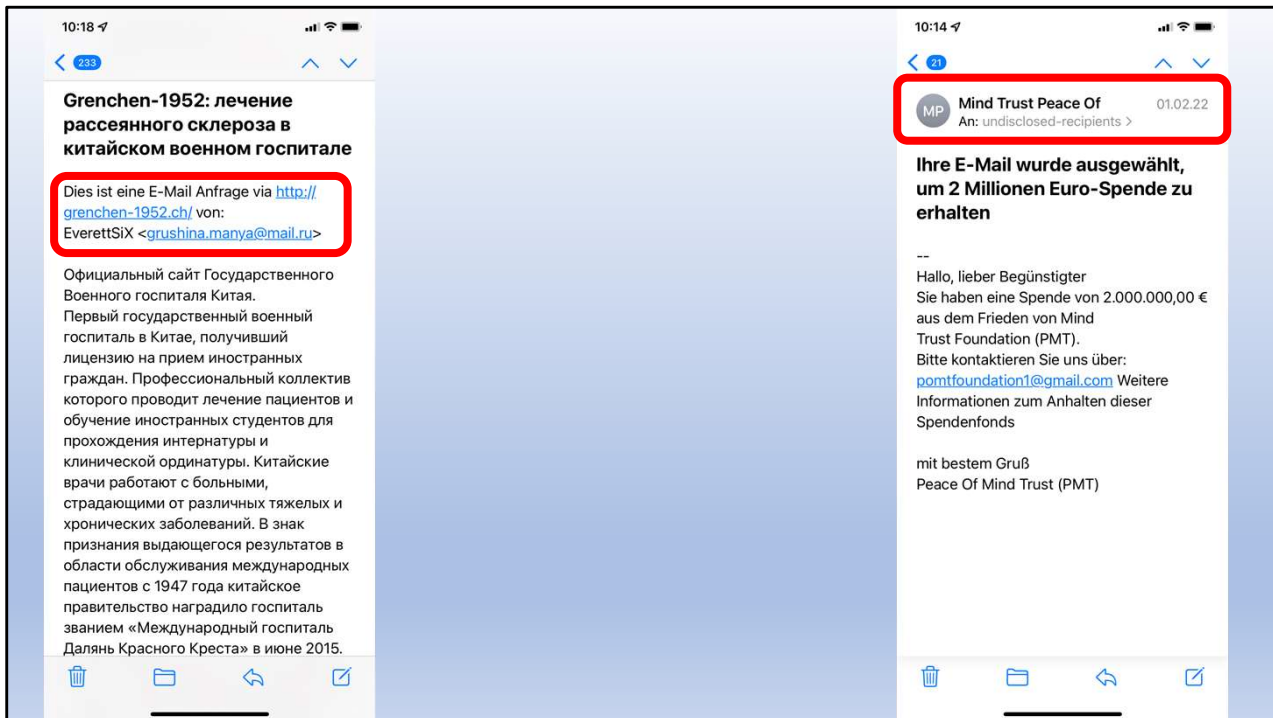 10:18
233
Grenchen-1952: лечение
рассеянного склероза в
китайском военном госпитале
Dies ist eine E-Mail Anfrage via http://
grenchen-1952.ch/ von:
EverettSiX <grushina.manya@mail.ru>
Официальный сайт Государственного
Военного госпиталя Китая.
Первый государственный военный
госпиталь в Китае, получивший
лицензию на прием иностранных
граждан. Профессиональный коллектив
которого проводит лечение пациентов и
обучение иностранных студентов для
прохождения интернатуры и
клинической ординатуры. Китайские
врачи работают с больными,
страдающими от различных тяжелых и
хронических заболеваний. В знак
признания выдающегося результатов в
области обслуживания международных
пациентов с 1947 года китайское
правительство наградило госпиталь
званием «Международный госпиталь
Далянь Красного Креста» в июне 2015.
10:14
21
MP
Mind Trust Peace Of 01.02.22
An: undisclosed-recipients >
Ihre E-Mail wurde ausgewählt,
um 2 Millionen Euro-Spende zu
erhalten
--
Hallo, lieber Begünstigter
Sie haben eine Spende von 2.000.000,00 €
aus dem Frieden von Mind
Trust Foundation (PMT).
Bitte kontaktieren Sie uns über:
pomtfoundation1@gmail.com Weitere
Informationen zum Anhalten dieser
Spendenfonds
mit bestem Gruß
Peace Of Mind Trust (PMT)